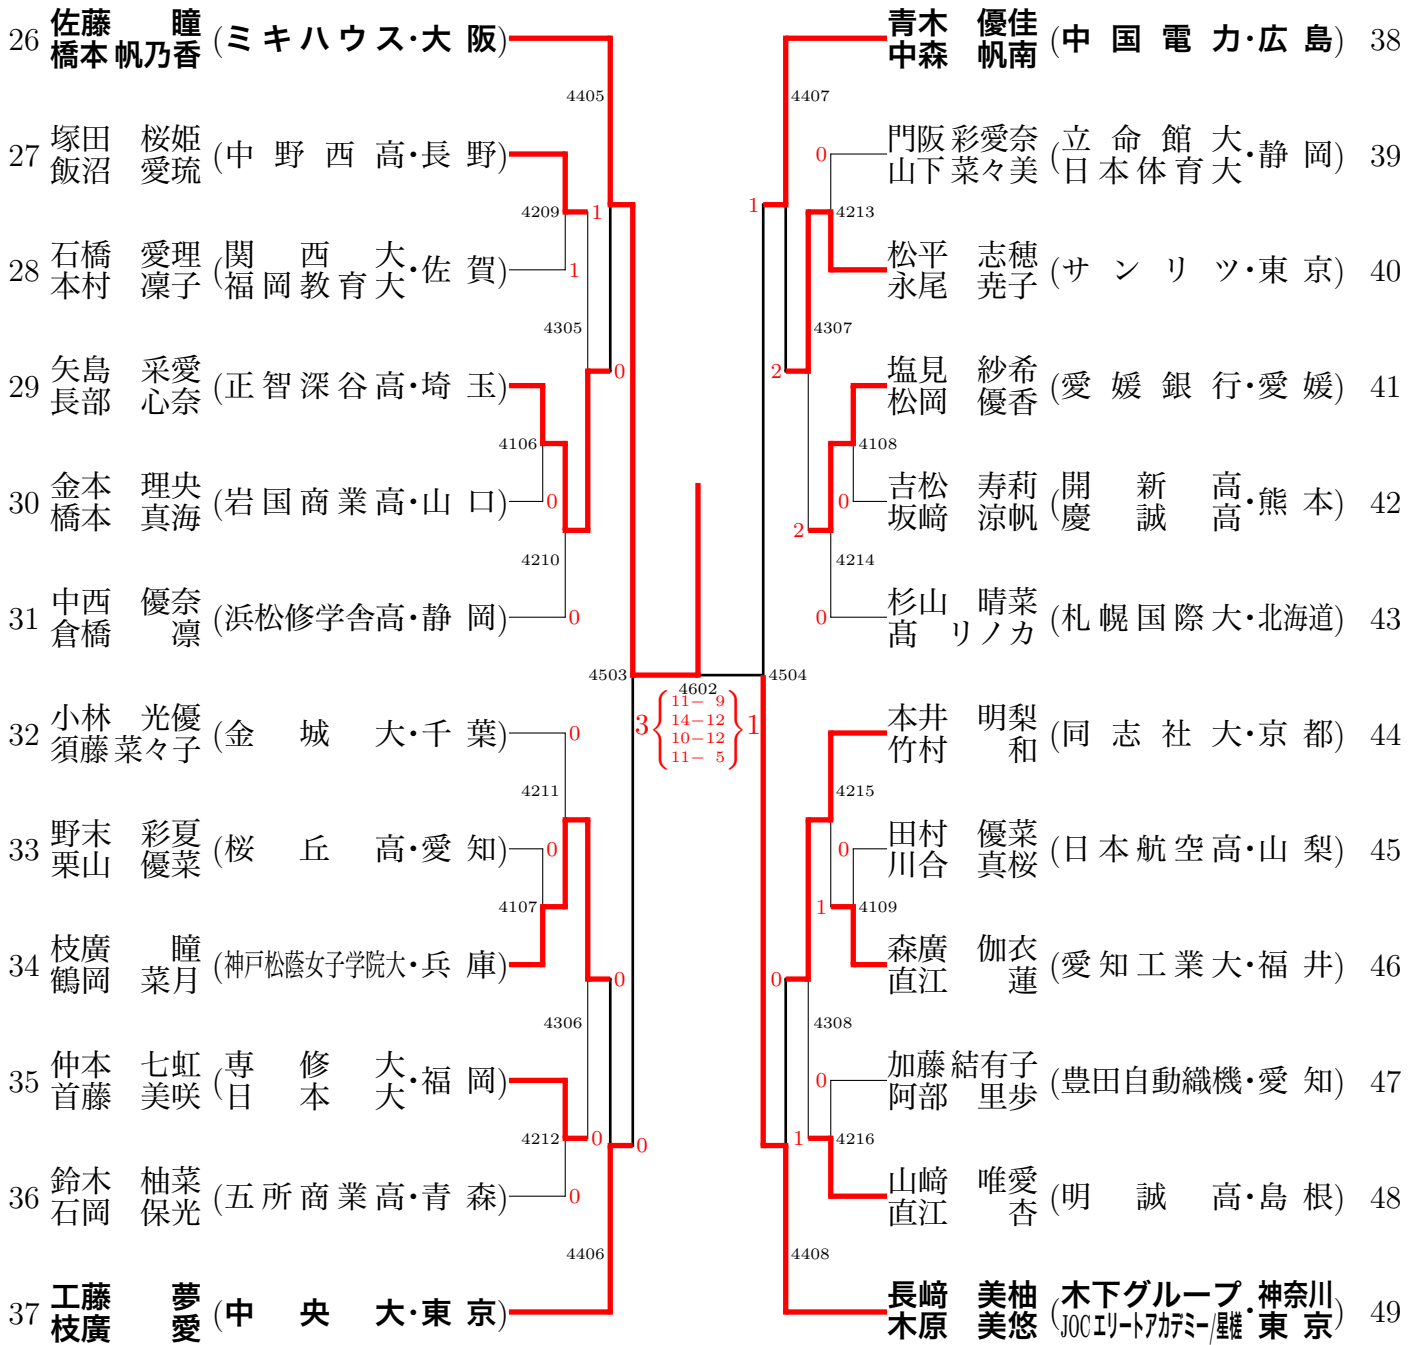 26 佐藤 瞳 橋本 帆乃香 (ミキハウス・大阪)
4405
27 塚田 桜姫 飯沼 愛琉 (中野西高・長野)
4209 1
28 石橋 愛理 本村 凜子 (関西大 福岡教育大・佐賀) 1
4305
29 矢島 采愛 長部 心奈 (正智深谷高・埼玉) 0
4106
30 金本 理央 橋本 真海 (岩国商業高・山口) 0
4210
31 中西 優奈 倉橋 凛 (浜松修学舎高・静岡) 0
4503
32 小林 光優 須藤 菜々子 (金城大・千葉) 0
4211
33 野末 彩夏 栗山 優菜 (桜丘高・愛知) 0
4107
34 枝廣 瞳 鶴岡 菜月 (神戸松蔭女子学院大・兵庫) 0
4306
35 仲本 七虹 首藤 美咲 (専修大 日本大・福岡)
4212 0 0
36 鈴木 柚菜 石岡 保光 (五所商業高・青森) 0
4406
37 工藤 夢 枝廣 愛 (中央大・東京)
4602
3 1
11- 9
14-12
10-12
11- 5
青木 優佳 中森 帆南 (中国電力・広島) 38
4407
0 門阪 彩愛奈 山下 菜々美 (立命館大 日本体育大・静岡) 39
1 4213
松平 志穂 永尾 尭子 (サンリツ・東京) 40
4307
2 塩見 紗希 松岡 優香 (愛媛銀行・愛媛) 41
4108
0 吉松 寿莉 坂﨑 涼帆 (開新高 慶誠高・熊本) 42
2 4214
0 杉山 晴菜 髙 リノカ (札幌国際大・北海道) 43
4504
本井 明梨 竹村 和 (同志社大・京都) 44
4215
0 田村 優菜 川合 真桜 (日本航空高・山梨) 45
1 4109
森廣 伽衣 直江 蓮 (愛知工業大・福井) 46
0 4308
0 加藤 結有子 阿部 里歩 (豊田自動織機・愛知) 47
1 4216
山﨑 唯愛 直江 杏 (明誠高・島根) 48
4408
長﨑 美柚 木原 美悠 (木下グループ・神奈川 JOCエリートアカデミー/星槎・東京) 49